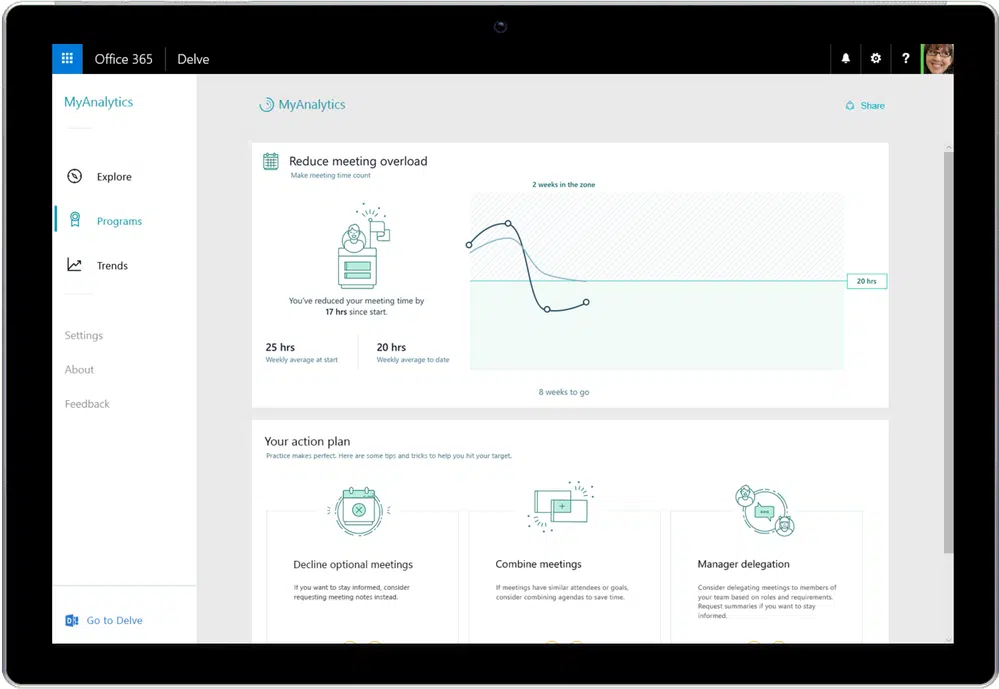 Office 365
Delve
?
MyAnalytics
Explore
Programs
Trends
Settings
About
Feedback
Go to Delve
MyAnalytics
Share
Reduce meeting overload
Make meeting time count
2 weeks in the zone
You've reduced your meeting time by
17 hrs since start.
25 hrs
Weekly average at start
20 hrs
Weekly average to date
20 hrs
8 weeks to go
Your action plan
Practice makes perfect. Here are some tips and tricks to help you hit your target.
Decline optional meetings
If you want to stay informed, consider
requesting meeting notes instead.
Combine meetings
If meetings have similar attendees or goals,
consider combining agendas to save time.
Manager delegation
Consider delegating meetings to members of
your team based on roles and requirements.
Request summaries if you want to stay
informed.